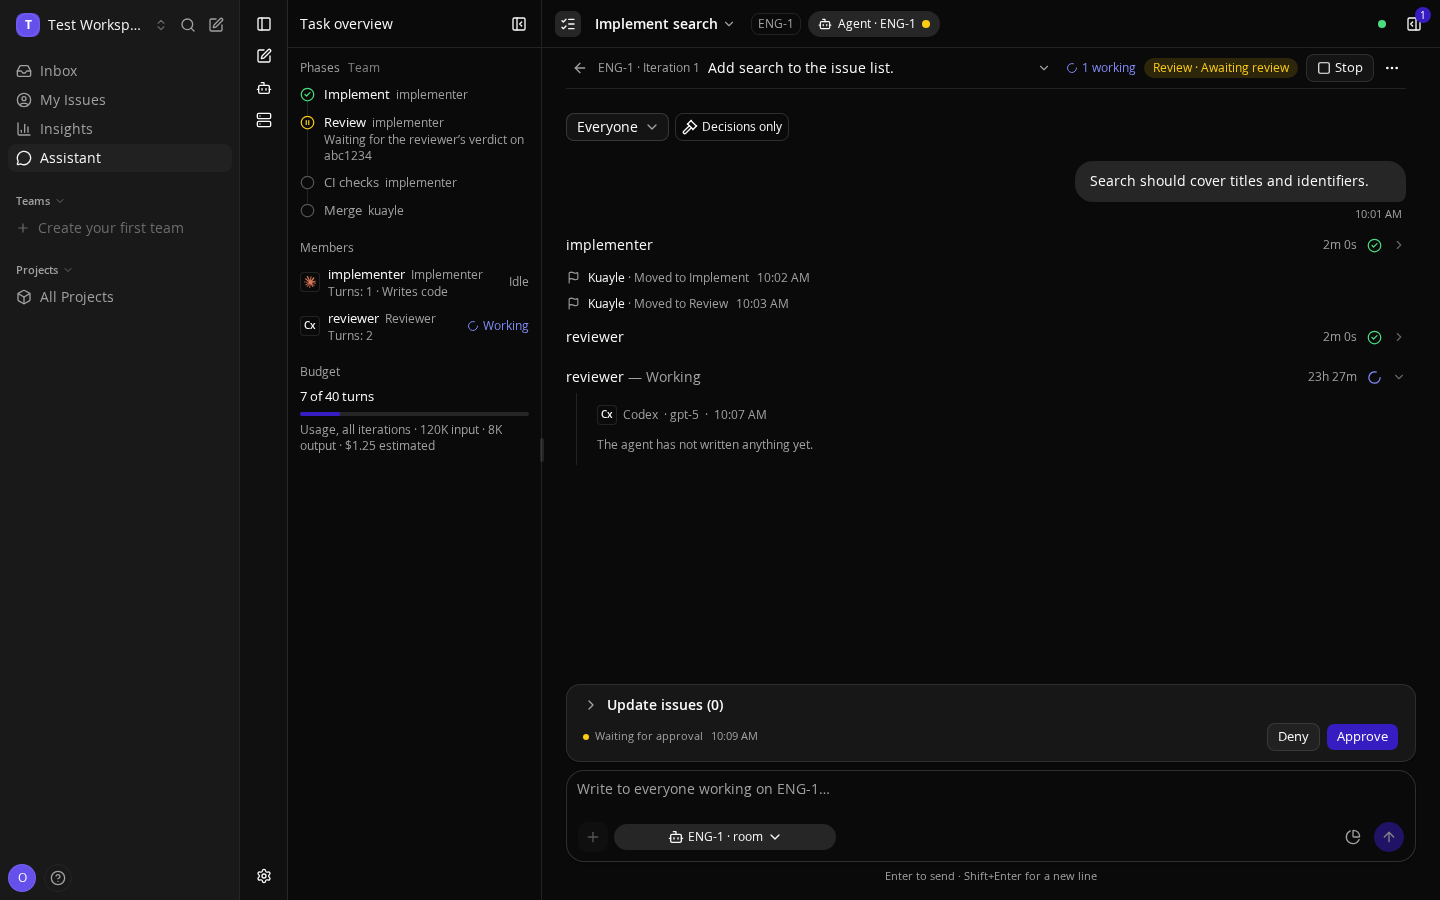 T Test Worksp...
Inbox
My Issues
Insights
Assistant
Teams
Create your first team
Projects
All Projects
O
Task overview
Phases Team
Implement implementer
Review implementer
Waiting for the reviewer's verdict on
abc1234
CI checks implementer
Merge kuayle
Members
implementer Implementer
Turns: 1 · Writes code
Idle
Cx reviewer Reviewer
Turns: 2
Working
Budget
7 of 40 turns
Usage, all iterations · 120K input · 8K
output · $1.25 estimated
Implement search ENG-1 Agent · ENG-1
1
ENG-1 · Iteration 1 Add search to the issue list.
1 working Review · Awaiting review Stop
Everyone Decisions only
Search should cover titles and identifiers.
10:01 AM
implementer 2m 0s
Kuayle · Moved to Implement 10:02 AM
Kuayle · Moved to Review 10:03 AM
reviewer 2m 0s
reviewer — Working 23h 27m
Cx Codex · gpt-5 · 10:07 AM
The agent has not written anything yet.
Update issues (0)
Waiting for approval 10:09 AM
Deny Approve
Write to everyone working on ENG-1...
ENG-1 · room
Enter to send · Shift+Enter for a new line